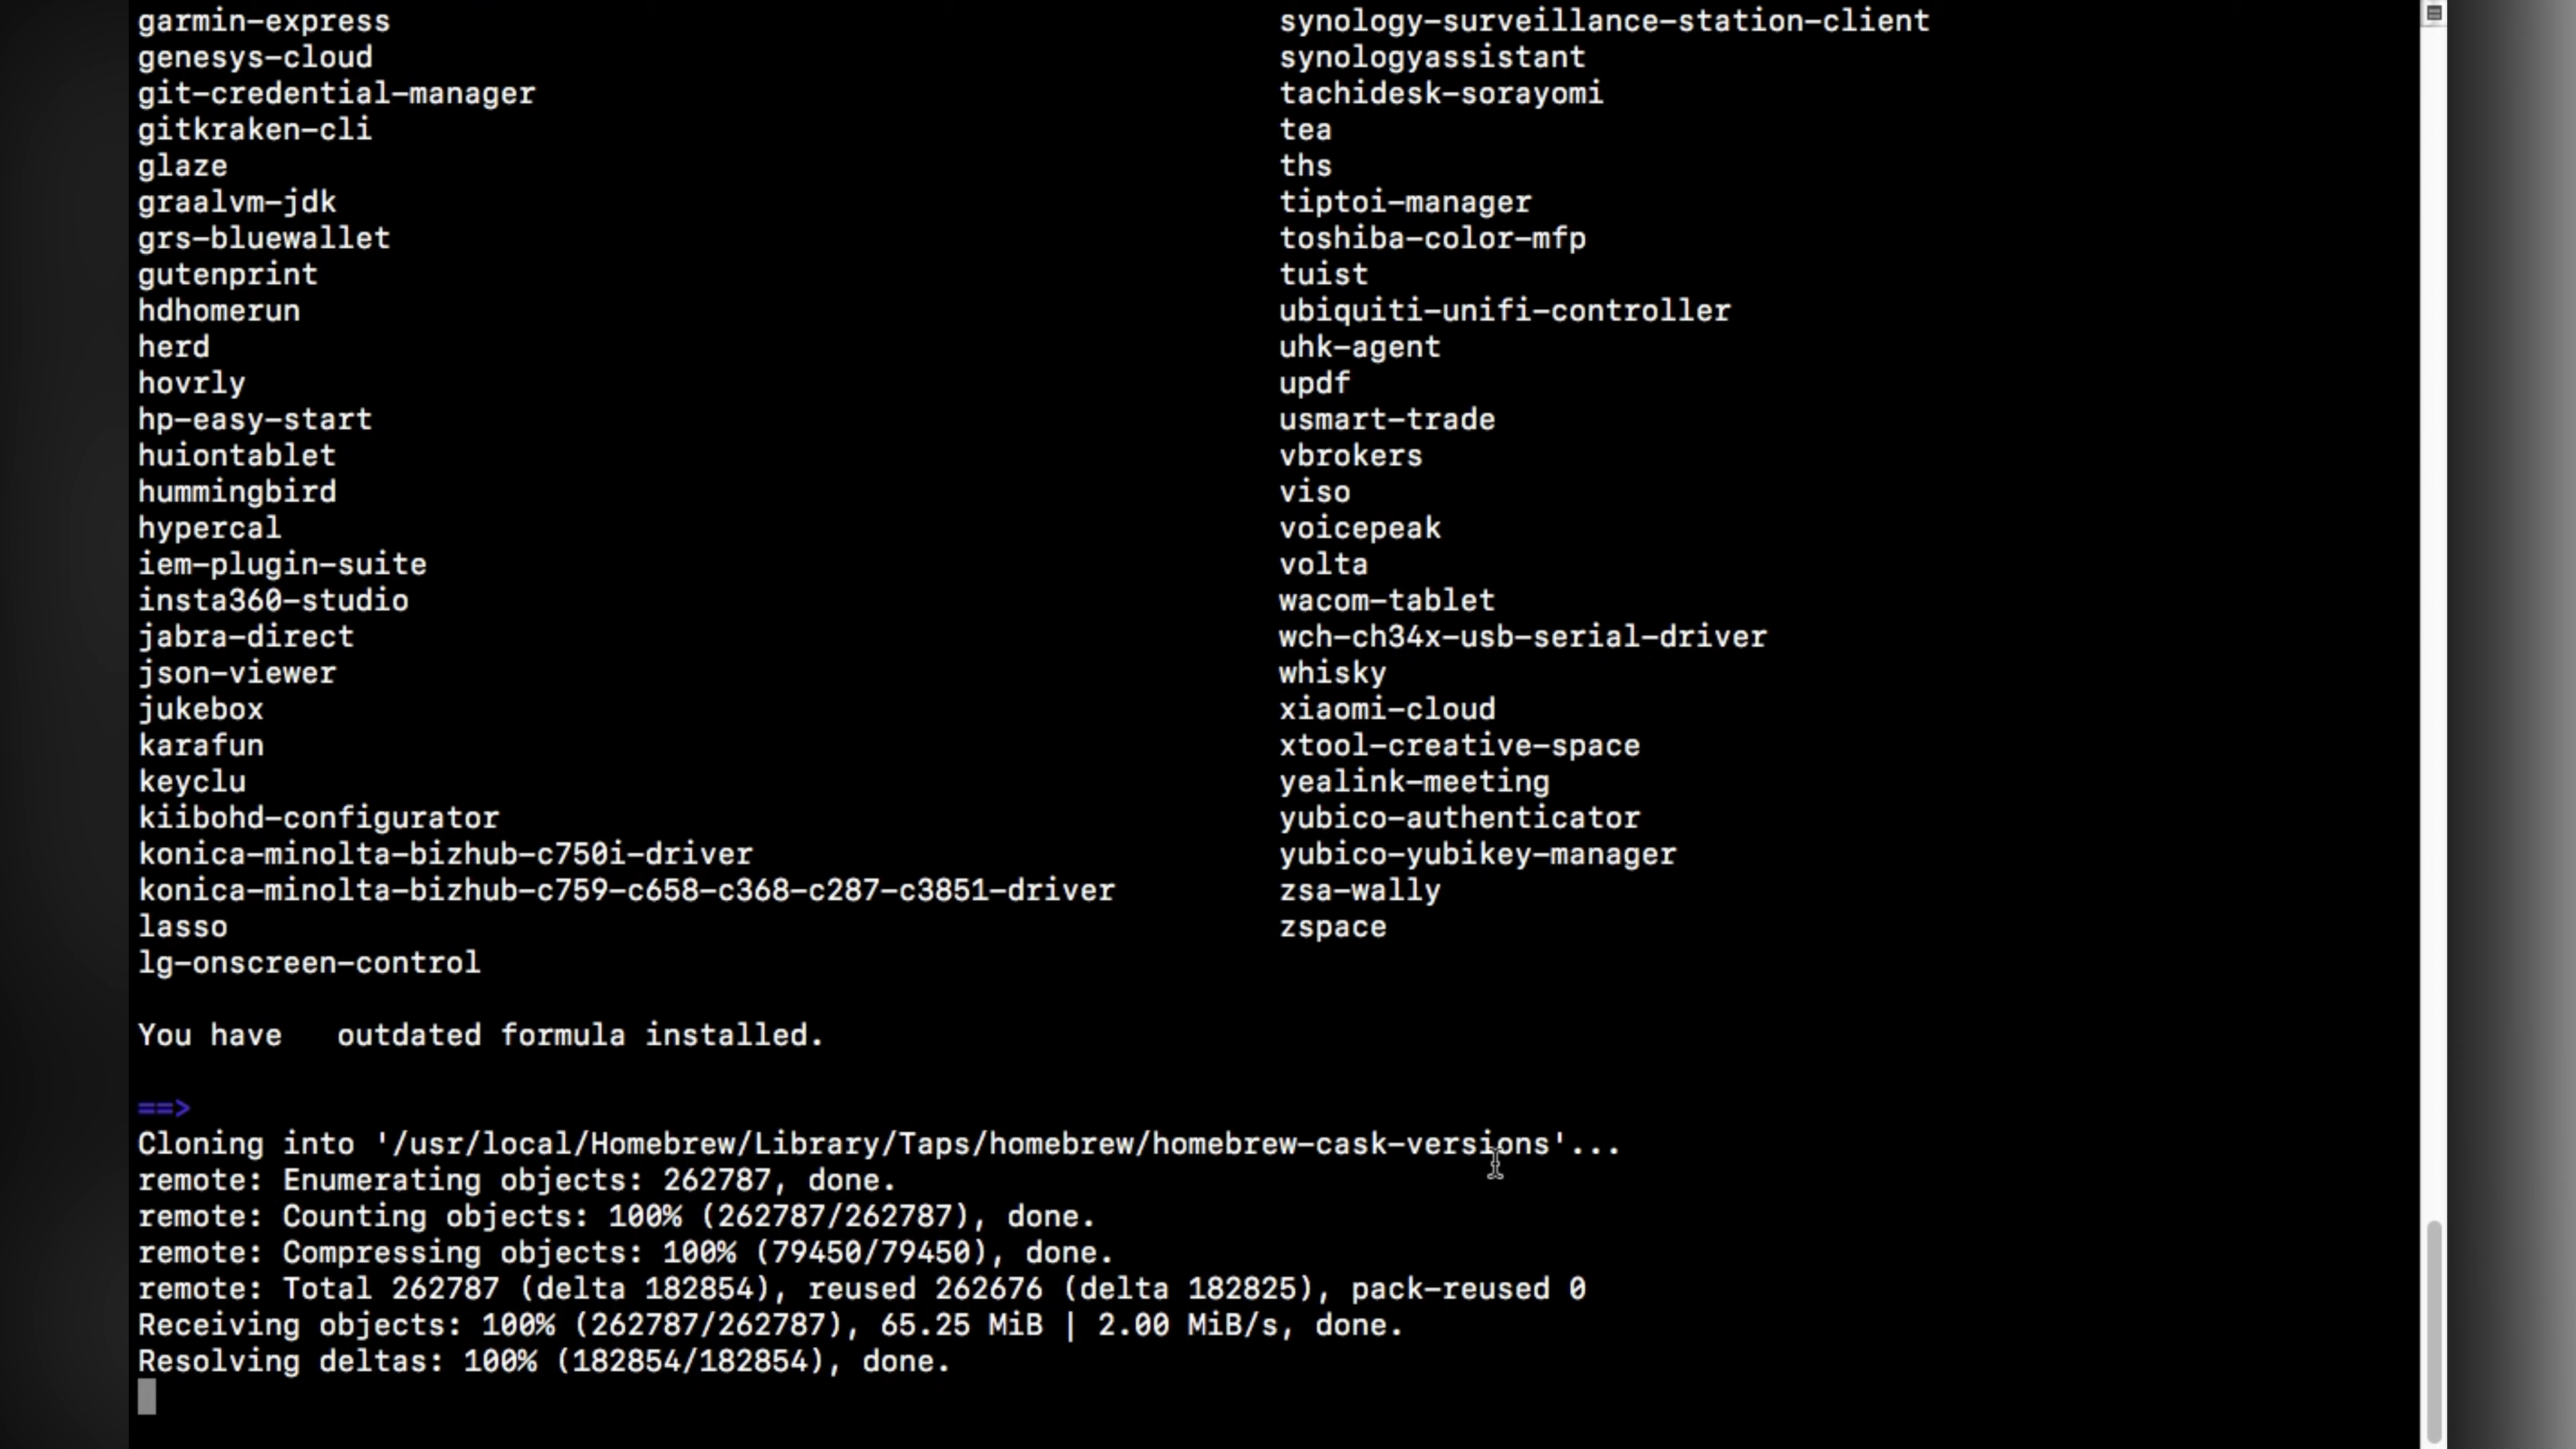 garmin-express
genesys-cloud
git-credential-manager
gitkraken-cli
glaze
graalvm-jdk
grs-bluewallet
gutenprint
hdhomerun
herd
hovrly
hp-easy-start
huiontablet
hummingbird
hypercal
iem-plugin-suite
insta360-studio
jabra-direct
json-viewer
jukebox
karafun
keyclu
kiibohd-configurator
konica-minolta-bizhub-c750i-driver
konica-minolta-bizhub-c759-c658-c368-c287-c3851-driver
lasso
lg-onscreen-control
synology-surveillance-station-client
synologyassistant
tachidesk-sorayomi
tea
ths
tiptoi-manager
toshiba-color-mfp
tuist
ubiquiti-unifi-controller
uhk-agent
updf
usmart-trade
vbrokers
viso
voicepeak
volta
wacom-tablet
wch-ch34x-usb-serial-driver
whisky
xiaomi-cloud
xtool-creative-space
yealink-meeting
yubico-authenticator
yubico-yubikey-manager
zsa-wally
zspace
You have   outdated formula installed.
==>
Cloning into '/usr/local/Homebrew/Library/Taps/homebrew/homebrew-cask-versions'...
remote: Enumerating objects: 262787, done.
remote: Counting objects: 100% (262787/262787), done.
remote: Compressing objects: 100% (79450/79450), done.
remote: Total 262787 (delta 182854), reused 262676 (delta 182825), pack-reused 0
Receiving objects: 100% (262787/262787), 65.25 MiB | 2.00 MiB/s, done.
Resolving deltas: 100% (182854/182854), done.